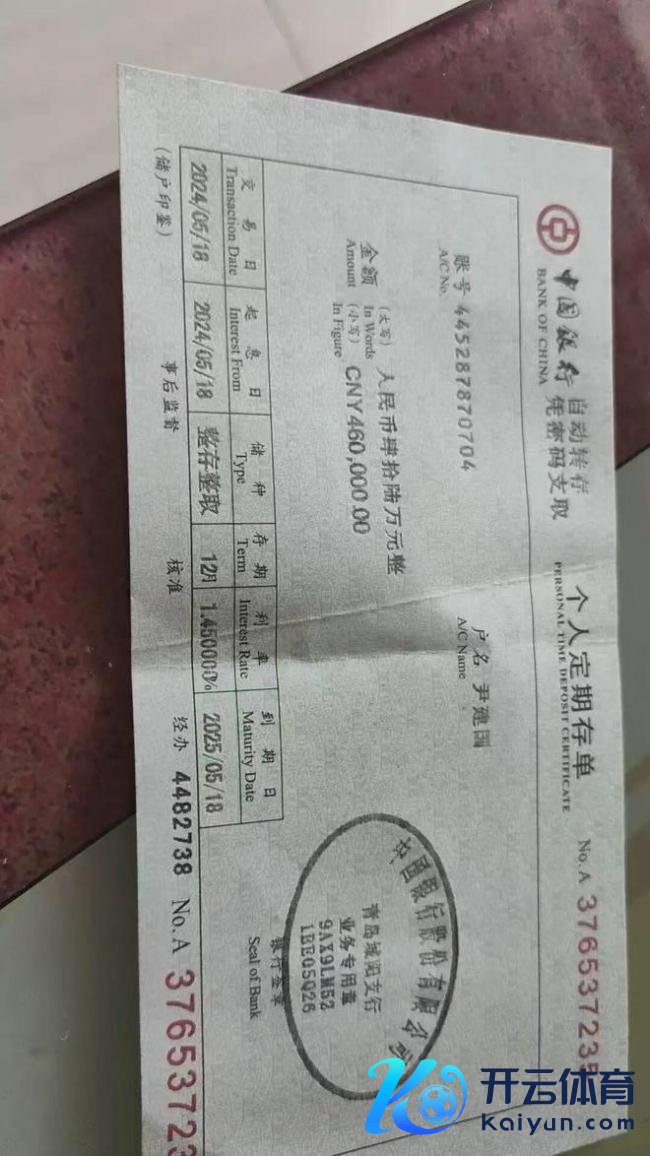 中国银行
BANK OF CHINA
自动转存
凭密码支取
个人定期存单
PERSONAL TIME DEPOSIT CERTIFICATE
No.A 37653723
账号 445287870704
A/C No.
户名 尹建国
A/C Name
金额 (大写) 人民币肆拾陆万元整
Amount In Words
(小写) CNY460,000.00
In Figure
交易日 起息日 储种 存期 利率 到期日
Transaction Date Interest From Type Term Interest Rate Maturity Date
2024/05/18 2024/05/18 整存整取 12月 1.450000% 2025/05/18
中国银行股份有限公司
青岛城阳支行
业务专用章
9AX9LM52
1EE05Q26
银行签章
Seal of Bank
(储户印鉴) 事后监督 核准 经办 4482738 No.A 3765372
开云体育
Kaiyun.com